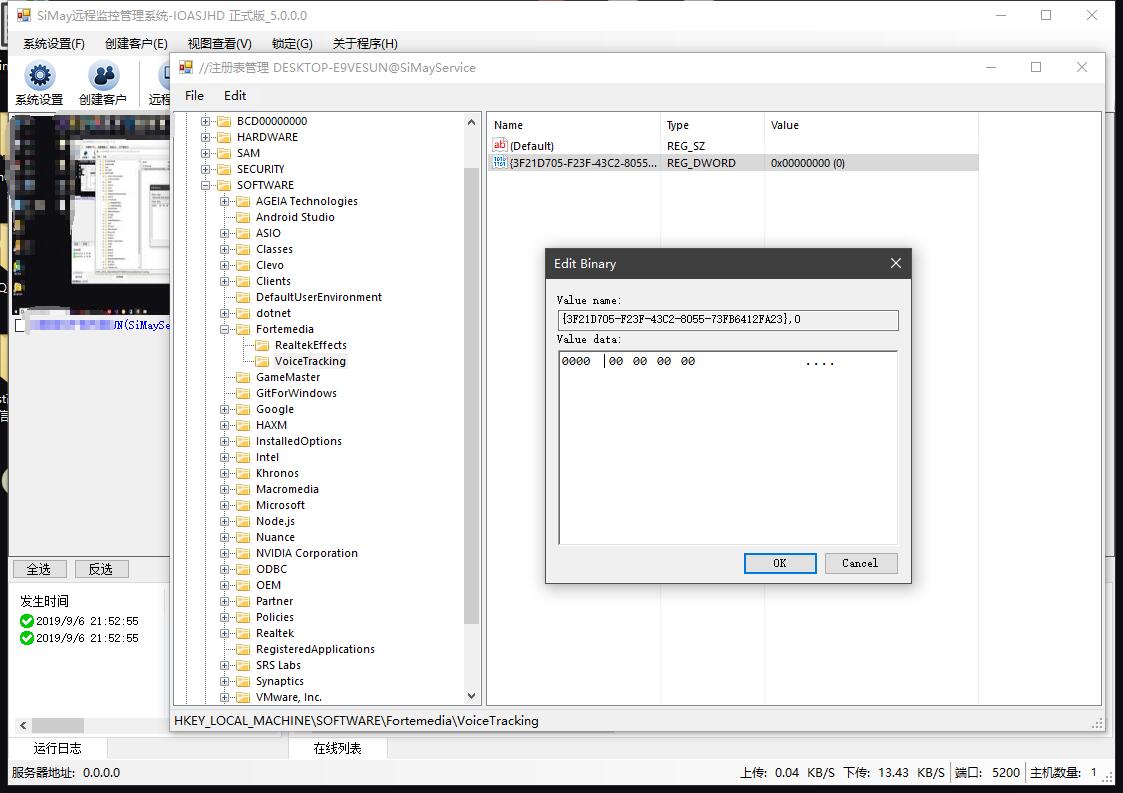 SiMay远程监控管理系统-IOASJHD 正式版_5.0.0.0
系统设置(F) 创建客户(E) 视图查看(V) 锁定(G) 关于程序(H)
系统设置 创建客户 远程
//注册表管理 DESKTOP-E9VESUN@SiMayService
File Edit
BCD00000000
HARDWARE
SAM
SECURITY
SOFTWARE
AGEIA Technologies
Android Studio
ASIO
Classes
Clevo
Clients
DefaultUserEnvironment
dotnet
Fortemedia
RealtekEffects
VoiceTracking
GameMaster
GitForWindows
Google
HAXM
InstalledOptions
Intel
Khronos
Macromedia
Microsoft
Node.js
Nuance
NVIDIA Corporation
ODBC
OEM
Partner
Policies
Realtek
RegisteredApplications
SRS Labs
Synaptics
VMware, Inc.
HKEY_LOCAL_MACHINE\SOFTWARE\Fortemedia\VoiceTracking
Name Type Value
(Default) REG_SZ
{3F21D705-F23F-43C2-8055... REG_DWORD 0x00000000 (0)
Edit Binary
Value name:
{3F21D705-F23F-43C2-8055-73FB6412FA23},0
Value data:
0000 00 00 00 00 ....
OK Cancel
(SiMaySe
全选 反选
发生时间
2019/9/6 21:52:55
2019/9/6 21:52:55
运行日志 在线列表
服务器地址: 0.0.0.0
上传: 0.04 KB/S 下传: 13.43 KB/S 端口: 5200 主机数量: 1